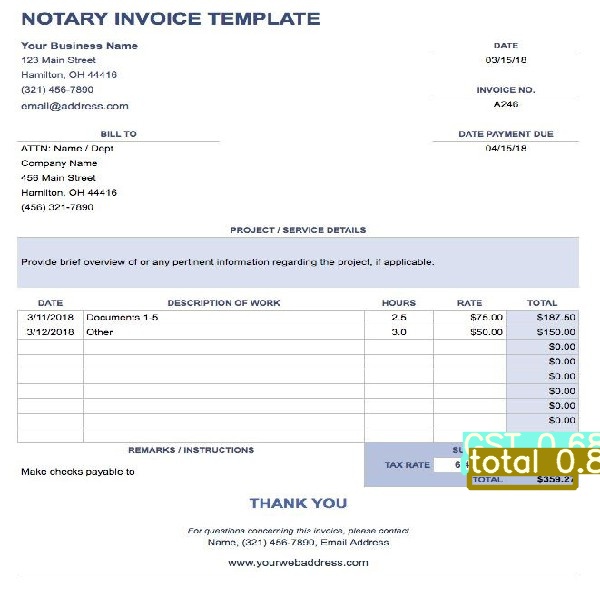 NOTARY INVOICE TEMPLATE
Your Business Name
DATE
123 Main Street
03/15/18
Hamilton, OH 44416
(321) 456-7890
INVOICE NO.
email@address.com
A246
BILL TO
DATE PAYMENT DUE
ATTN: Name / Dept
04/15/18
Company Name
456 Main Street
Hamilton, OH 44416
(456) 321-7890
PROJECT / SERVICE DETAILS
Provide brief overview of or any pertinent information regarding the project, if applicable.
DATE DESCRIPTION OF WORK HOURS RATE TOTAL
3/11/2018 Documents 1-5 2.5 $75.00 $187.50
3/12/2018 Other 3.0 $50.00 $150.00
$0.00
$0.00
$0.00
$0.00
$0.00
$0.00
REMARKS / INSTRUCTIONS
GST 0.68
TAX RATE
total 0.8
Make checks payable to
TOTAL $359.27
THANK YOU
For questions concerning this invoice, please contact
Name, (321) 456-7890, Email Address
www.yourwebaddress.com